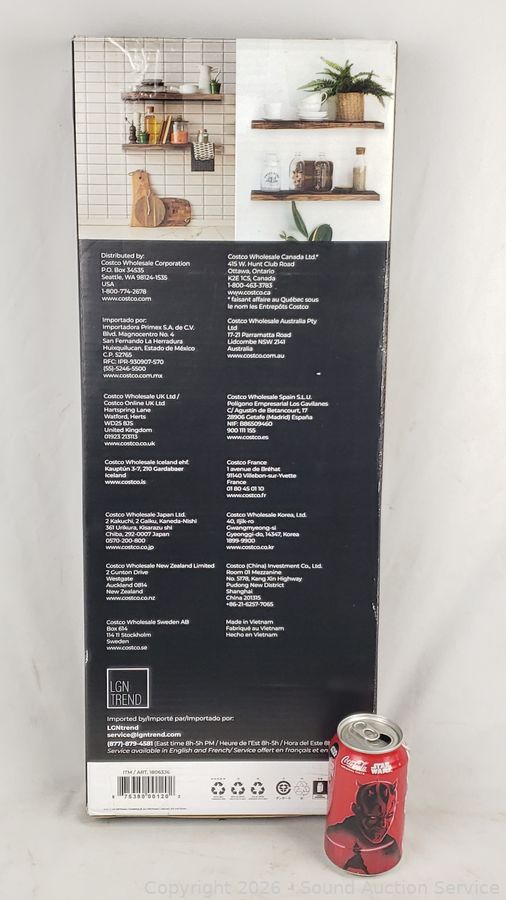 Distributed by:
Costco Wholesale Corporation
P.O. Box 34535
Seattle, WA 98124-1535
USA
1-800-774-2678
www.costco.com
Costco Wholesale Canada Ltd.*
415 W. Hunt Club Road
Ottawa, Ontario
K2E 1C5, Canada
1-800-463-3783
www.costco.ca
* faisant affaire au Québec sous
le nom les Entrepôts Costco
Importado por:
Importadora Primex S.A. de C.V.
Blvd. Magnocentro No. 4
San Fernando La Herradura
Huixquilucan, Estado de México
C.P. 52765
RFC: IPR-930907-S70
(55)-5246-5500
www.costco.com.mx
Costco Wholesale Australia Pty
Ltd
17-21 Parramatta Road
Lidcombe NSW 2141
Australia
www.costco.com.au
Costco Wholesale UK Ltd /
Costco Online UK Ltd
Hartspring Lane
Watford, Herts
WD25 8JS
United Kingdom
01923 213113
www.costco.co.uk
Costco Wholesale Spain S.L.U.
Polígono Empresarial Los Gavilanes
C/ Agustín de Betancourt, 17
28906 Getafe (Madrid) España
NIF: B86509460
900 111 155
www.costco.es
Costco Wholesale Iceland ehf.
Kauptún 3-7, 210 Gardabaer
Iceland
www.costco.is
Costco France
1 avenue de Bréhat
91140 Villebon-sur-Yvette
France
01 80 45 01 10
www.costco.fr
Costco Wholesale Japan Ltd.
2 Kakuchi, 2 Gaiku, Kaneda-Nishi
361 Urikura, Kisarazu shi
Chiba, 292-0007 Japan
0570-200-800
www.costco.co.jp
Costco Wholesale Korea, Ltd.
40, Iljik-ro
Gwangmyeong-si
Gyeonggi-do, 14347, Korea
1899-9900
www.costco.co.kr
Costco Wholesale New Zealand Limited
2 Gunton Drive
Westgate
Auckland 0814
New Zealand
www.costco.co.nz
Costco (China) Investment Co., Ltd.
Room 01 Mezzanine
No. 5178, Kang Xin Highway
Pudong New District
Shanghai
China 201315
+86-21-6257-7065
Costco Wholesale Sweden AB
Box 614
114 11 Stockholm
Sweden
www.costco.se
Made in Vietnam
Fabriqué au Vietnam
Hecho en Vietnam
LGN
TREND
Imported by/Importé par/Importado por:
LGNtrend
service@lgntrend.com
(877)-879-4581 (East time 8h-5h PM / Heure de l'Est 8h-5h / Hora del Este 8h
Service available in English and French/ Service offert en français et en
ITM / ART. 1806336
Coca-Cola
STAR
WARS
Copyright 2026 - Sound Auction Service